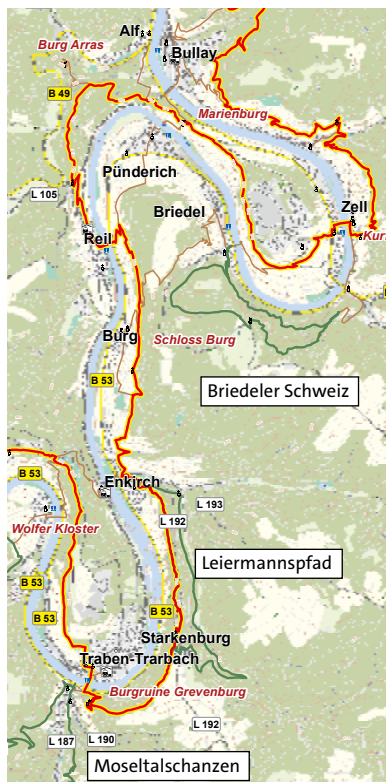 Alf
Burg Arras
Bullay
B 49
Marienburg
Pünderich
L 105
Briedel
Zell
Reil
Kur
Burg
Schloss Burg
B 53
Briedeler Schweiz
B 53
Enkirch
L 193
L 192
Wolfer Kloster
Leiermannspfad
B 53
B 53
Starkenburg
Traben-Trarbach
Burgruine Grevenburg
L 192
L 187
L 190
Moseltalschanzen